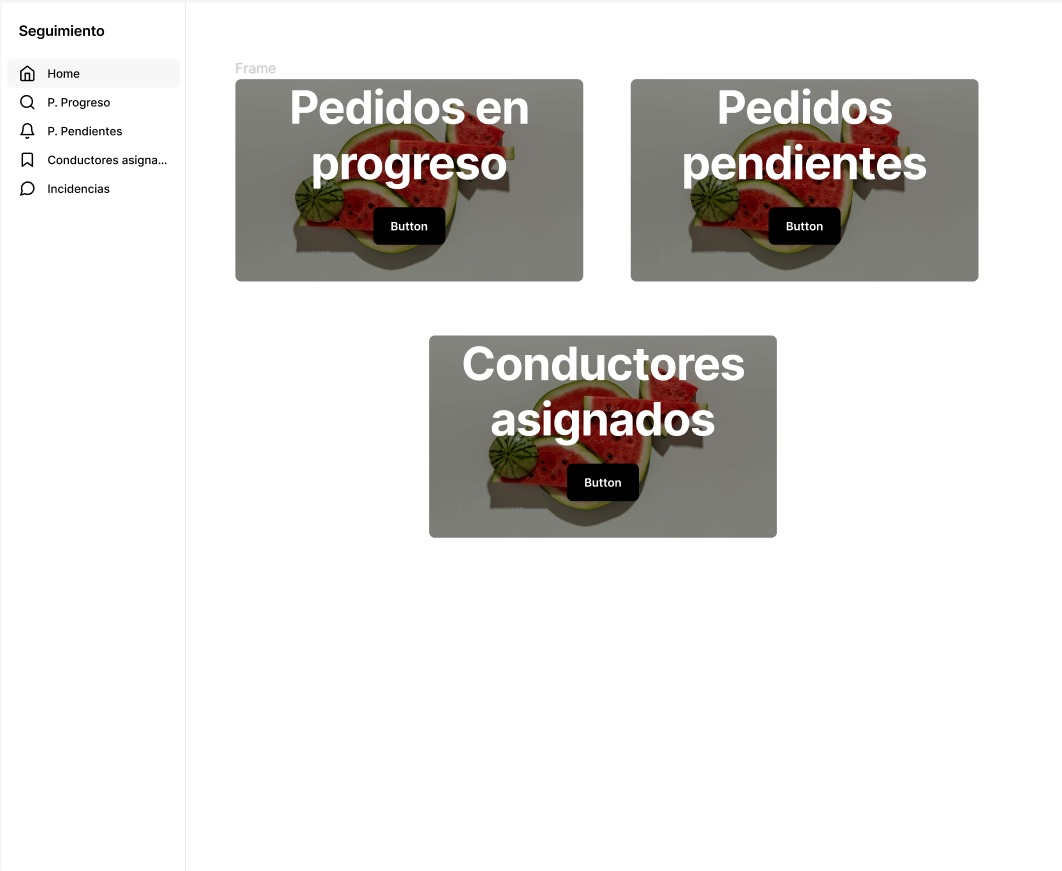 Seguimiento
Home
P. Progreso
P. Pendientes
Conductores asigna...
Incidencias
Frame
Pedidos en
progreso
Button
Pedidos
pendientes
Button
Conductores
asignados
Button